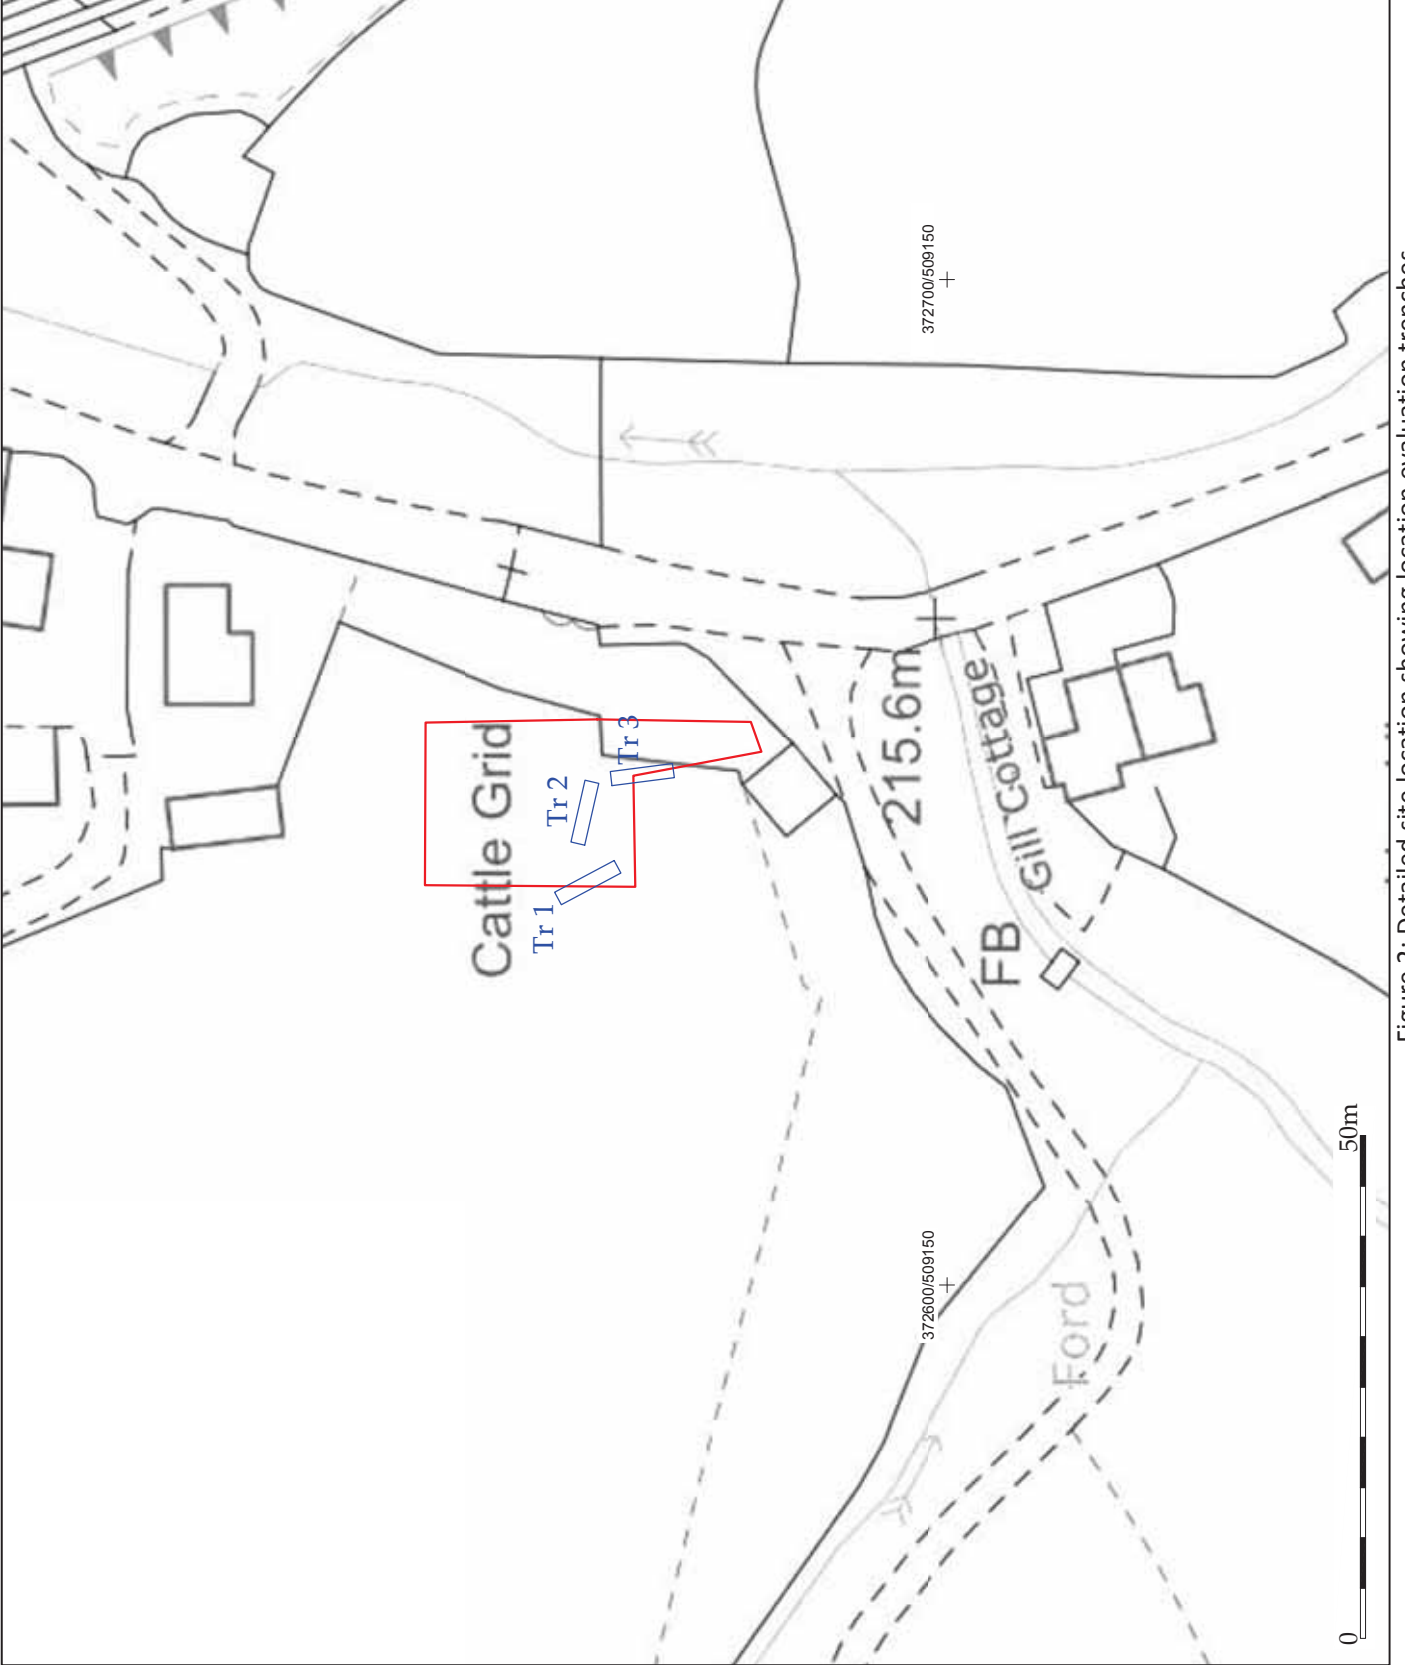 Cattle Grid
Tr 1
Tr 2
Tr 3
372600/509150
372700/509150
215.6m
FB
Gill Cottage
Ford
0
50m
Figure 2: Detailed site location showing location evaluation trenches